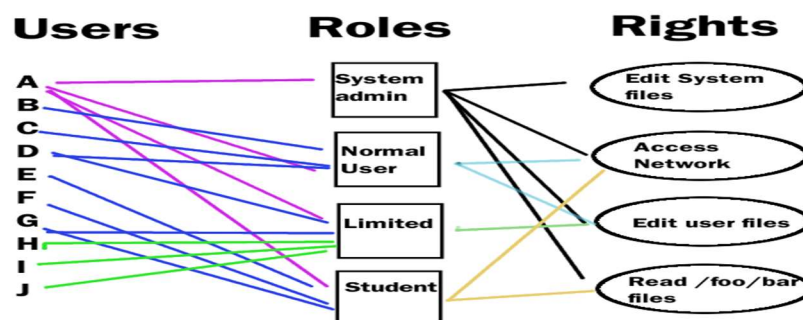 Users
Roles
Rights
A
B
C
D
E
F
G
H
I
J
System
admin
Normal
User
Limited
Student
Edit System
files
Access
Network
Edit user files
Read /foo/bar
files